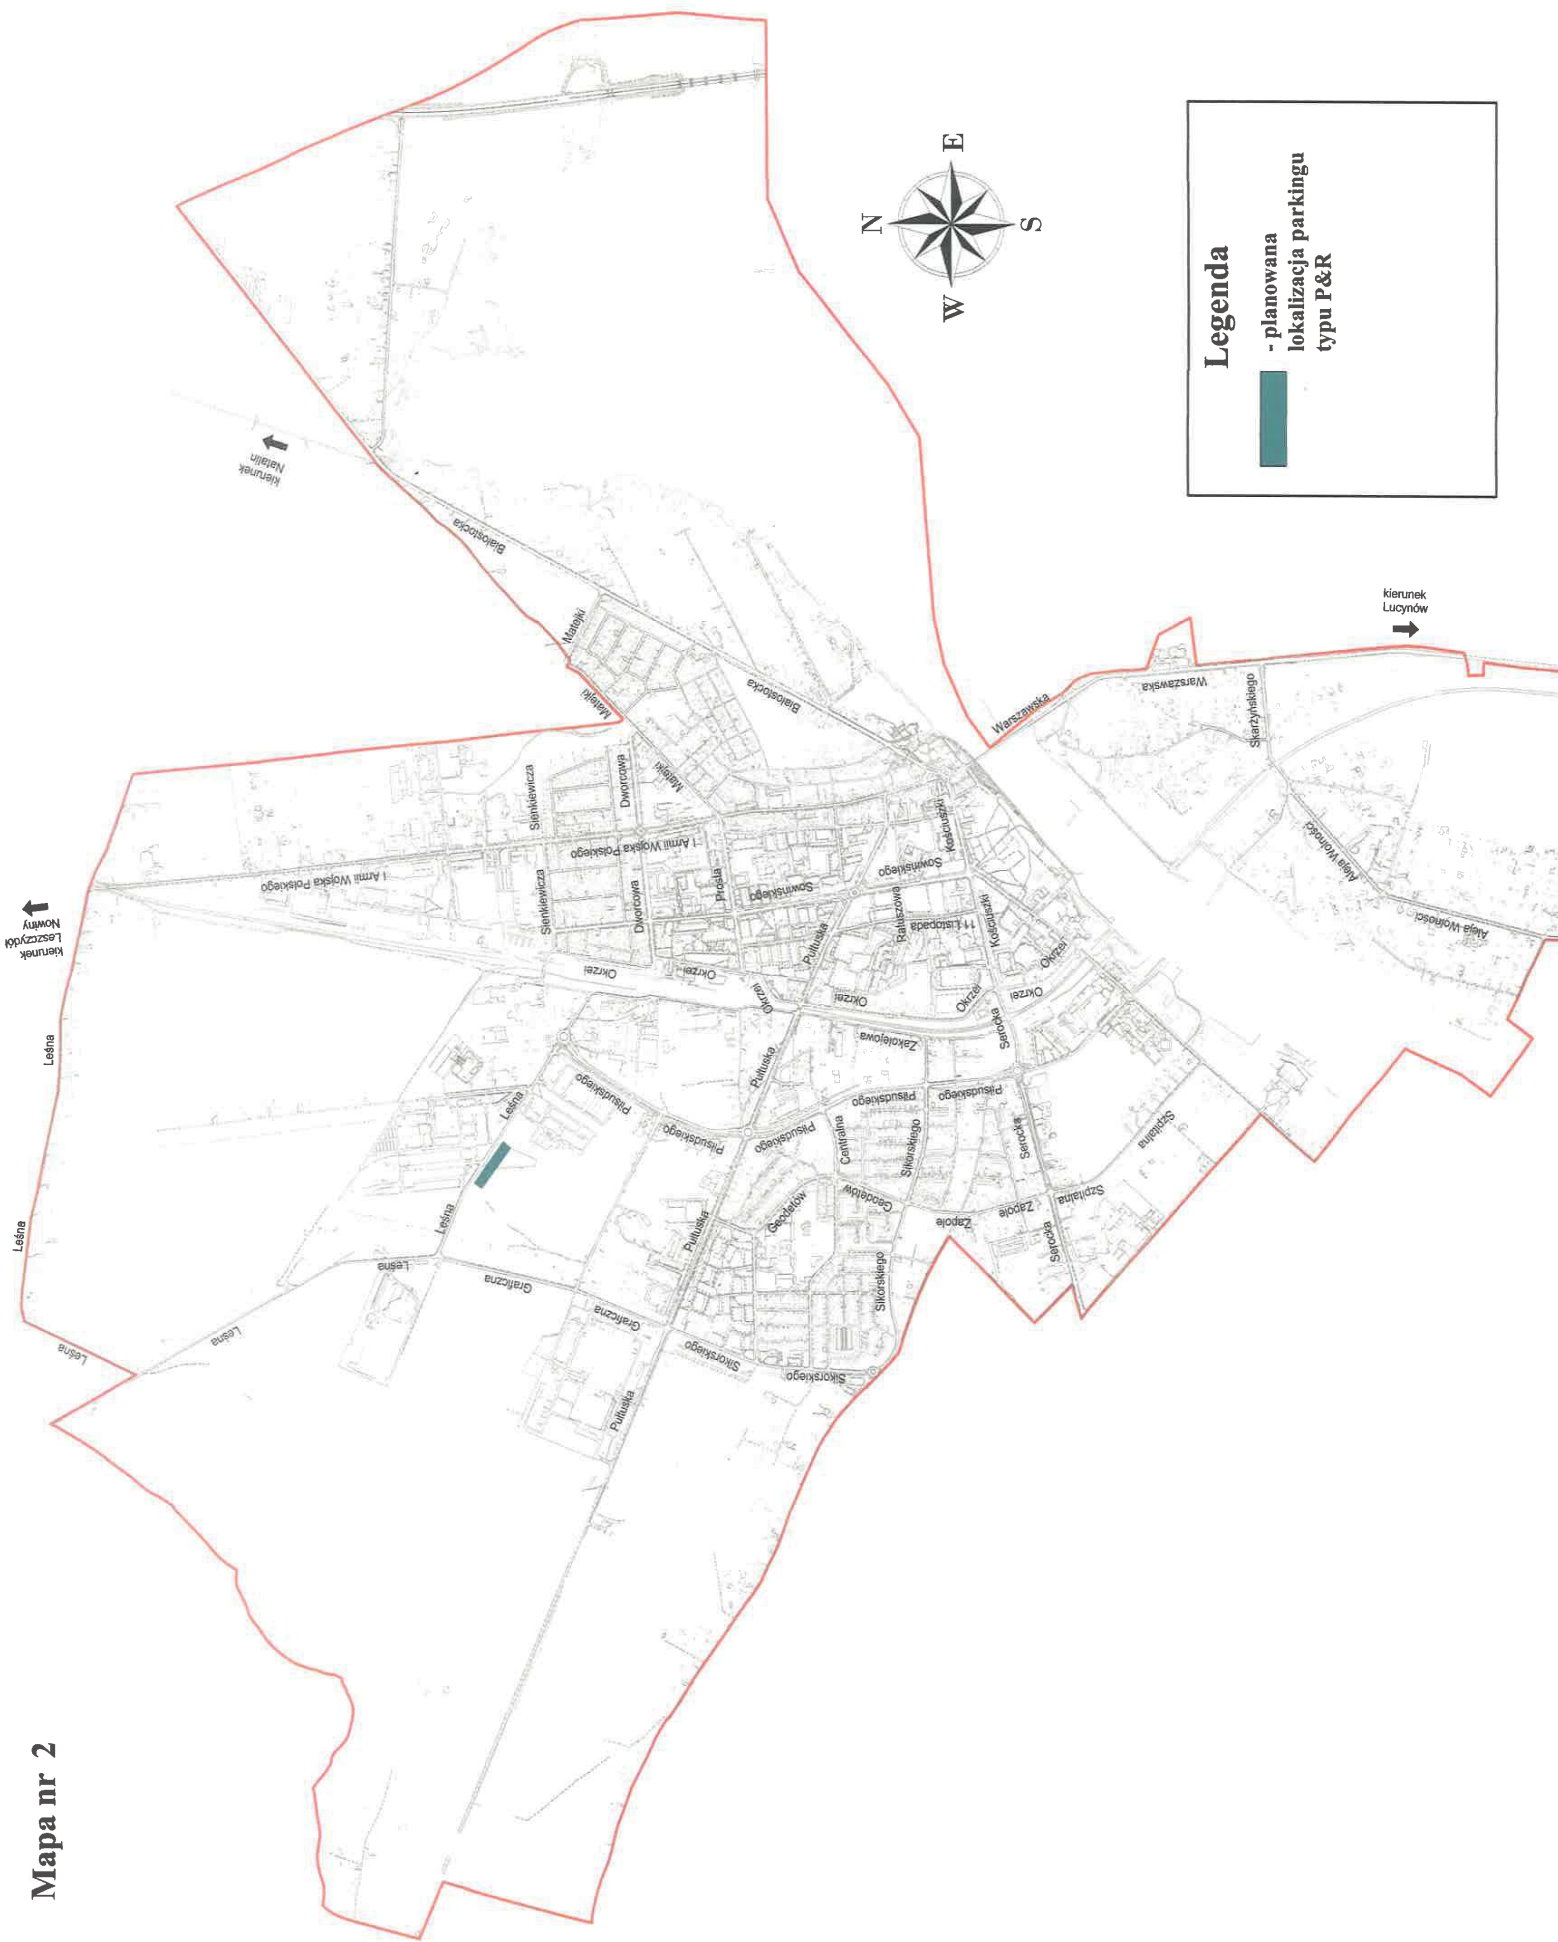 Mapa nr 2
kierunek
Leszczydół
Nowiny
kierunek
Natalin
kierunek
Lucynów
N
E
S
W
Legenda
- planowana
lokalizacja parkingu
typu P&R
Leśna
Leśna
Leśna
Leśna
Leśna
Leśna
Leśna
Graficzna
Graficzna
Sikorskiego
Sikorskiego
Sikorskiego
Sikorskiego
Pułtuska
Pułtuska
Pułtuska
Pułtuska
Piłsudskiego
Piłsudskiego
Piłsudskiego
Piłsudskiego
Piłsudskiego
Geodetów
Geodetów
Centralna
Zapole
Zapole
Serocka
Serocka
Serocka
Szpitalna
Szpitalna
Zakolejowa
Okrzei
Okrzei
Okrzei
Okrzei
Okrzei
Okrzei
Okrzei
I Armii Wojska Polskiego
I Armii Wojska Polskiego
Sienkiewicza
Sienkiewicza
Dworcowa
Dworcowa
Matejki
Matejki
Matejki
Prosta
Sowińskiego
Sowińskiego
Ratuszowa
11 Listopada
Kościuszki
Kościuszki
Białostocka
Białostocka
Warszawska
Warszawska
Skarżyńskiego
Aleja Wolności
Aleja Wolności